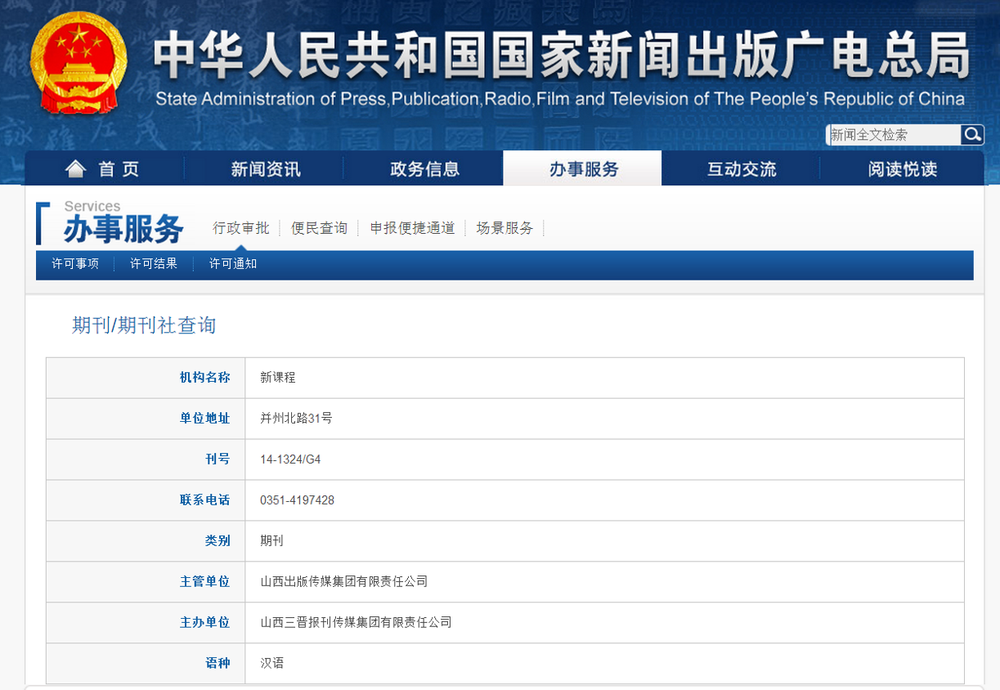 中华人民共和国国家新闻出版广电总局
State Administration of Press,Publication,Radio,Film and Television of The People's Republic of China
新闻全文检索
首 页 新闻资讯 政务信息 办事服务 互动交流 阅读悦读
Services
办事服务 行政审批 便民查询 申报便捷通道 场景服务
许可事项 许可结果 许可通知
期刊/期刊社查询
机构名称 新课程
单位地址 并州北路31号
刊号 14-1324/G4
联系电话 0351-4197428
类别 期刊
主管单位 山西出版传媒集团有限责任公司
主办单位 山西三晋报刊传媒集团有限责任公司
语种 汉语